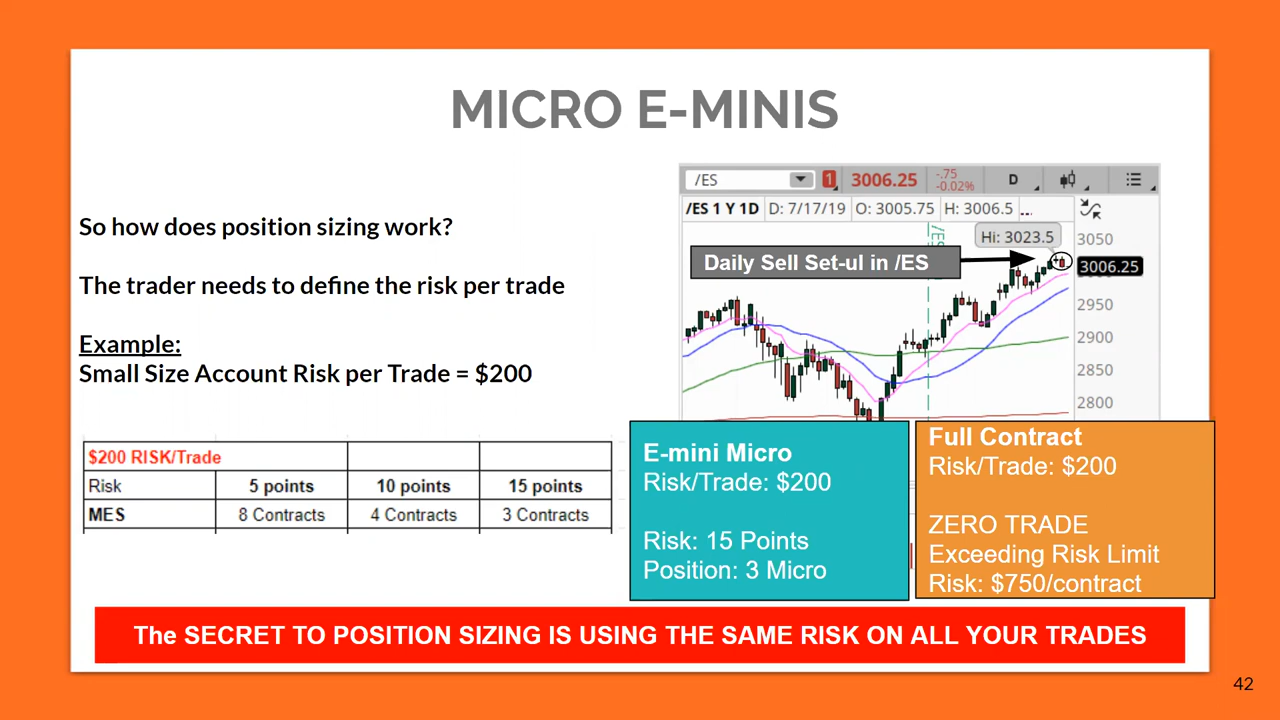 MICRO E-MINIS
So how does position sizing work?
The trader needs to define the risk per trade
Example:
Small Size Account Risk per Trade = $200
/ES 1 3006.25 -.75 D
-0.02%
/ES 1 Y 1D D: 7/17/19 O: 3005.75 H: 3006.5 ...
/ES
Hi: 3023.5
Daily Sell Set-ul in /ES
3050
3006.25
2950
2900
2850
2800
$200 RISK/Trade
Risk 5 points 10 points 15 points
MES 8 Contracts 4 Contracts 3 Contracts
E-mini Micro
Risk/Trade: $200
Risk: 15 Points
Position: 3 Micro
Full Contract
Risk/Trade: $200
ZERO TRADE
Exceeding Risk Limit
Risk: $750/contract
The SECRET TO POSITION SIZING IS USING THE SAME RISK ON ALL YOUR TRADES
42